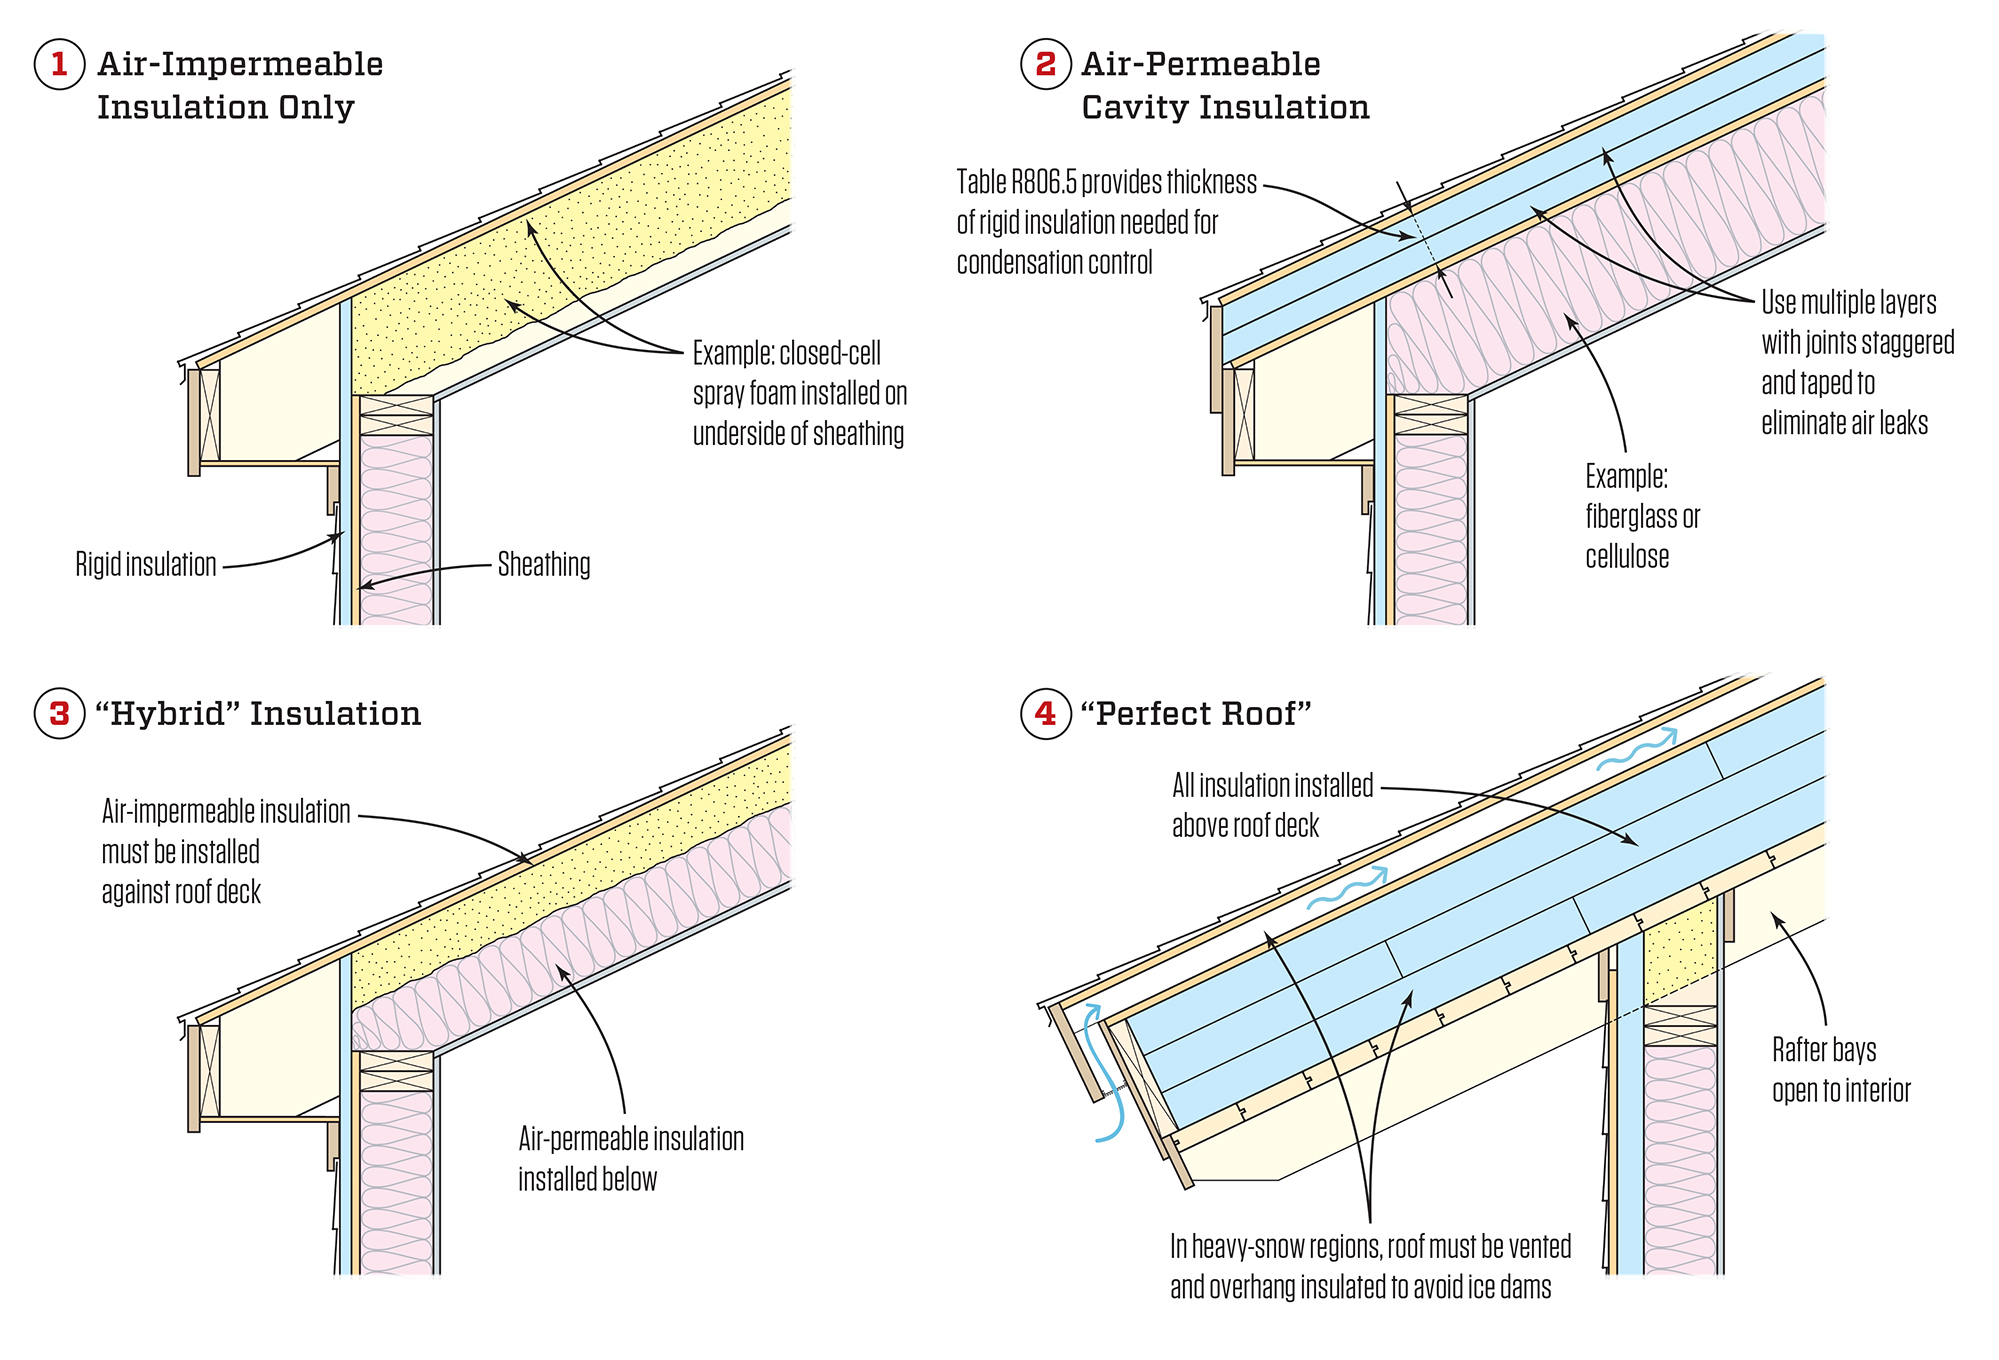 1 Air-Impermeable
Insulation Only
Example: closed-cell
spray foam installed on
underside of sheathing
Rigid insulation
Sheathing
2 Air-Permeable
Cavity Insulation
Table R806.5 provides thickness
of rigid insulation needed for
condensation control
Use multiple layers
with joints staggered
and taped to
eliminate air leaks
Example:
fiberglass or
cellulose
3 “Hybrid” Insulation
Air-impermeable insulation
must be installed
against roof deck
Air-permeable insulation
installed below
4 “Perfect Roof”
All insulation installed
above roof deck
Rafter bays
open to interior
In heavy-snow regions, roof must be vented
and overhang insulated to avoid ice dams